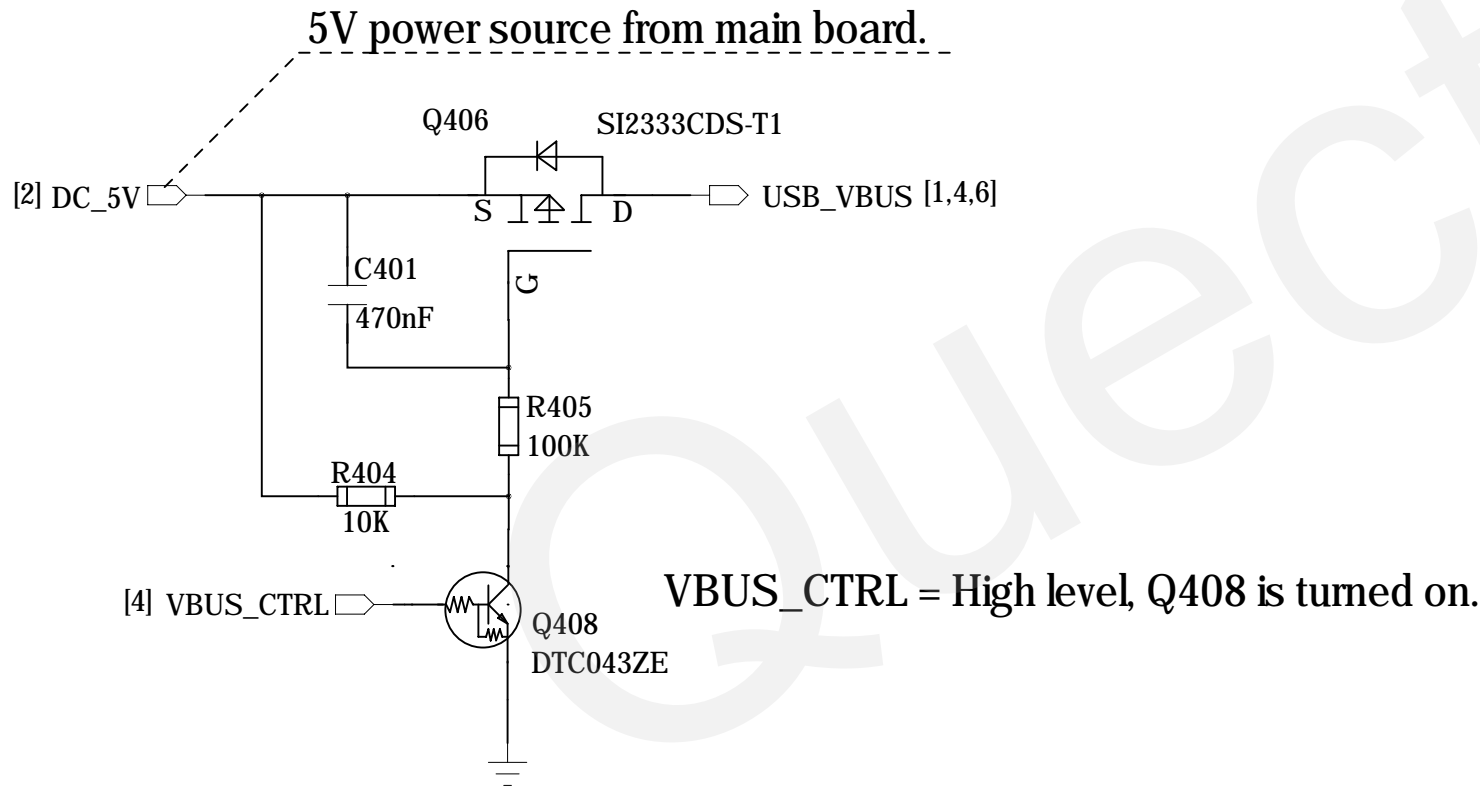 5V power source from main board.
Q406
SI2333CDS-T1
[2] DC_5V
S
D
USB_VBUS [1,4,6]
G
C401
470nF
R405
100K
R404
10K
[4] VBUS_CTRL
VBUS_CTRL = High level, Q408 is turned on.
Q408
DTC043ZE
Quect